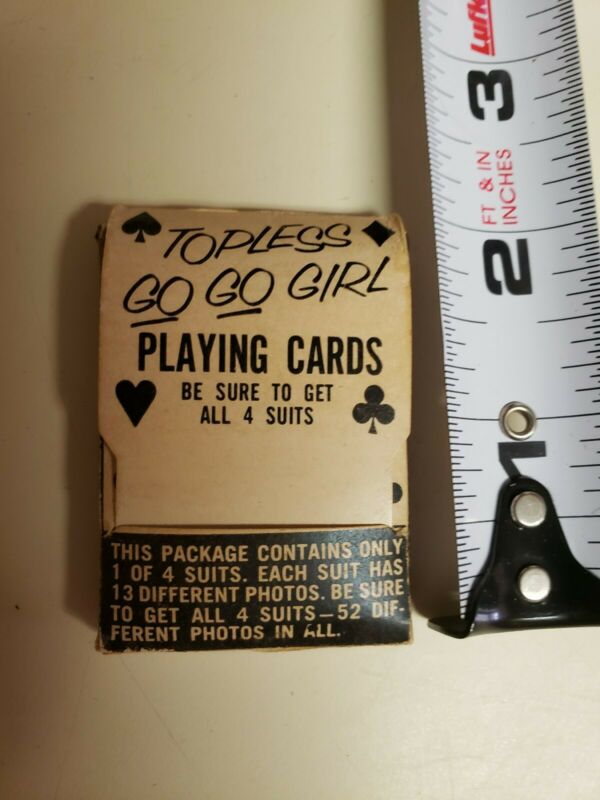 TOPLESS
GO GO GIRL
PLAYING CARDS
BE SURE TO GET
ALL 4 SUITS
THIS PACKAGE CONTAINS ONLY
1 OF 4 SUITS. EACH SUIT HAS
13 DIFFERENT PHOTOS. BE SURE
TO GET ALL 4 SUITS—52 DIF-
FERENT PHOTOS IN ALL.
Lufk
3
FT & IN
INCHES
2
1